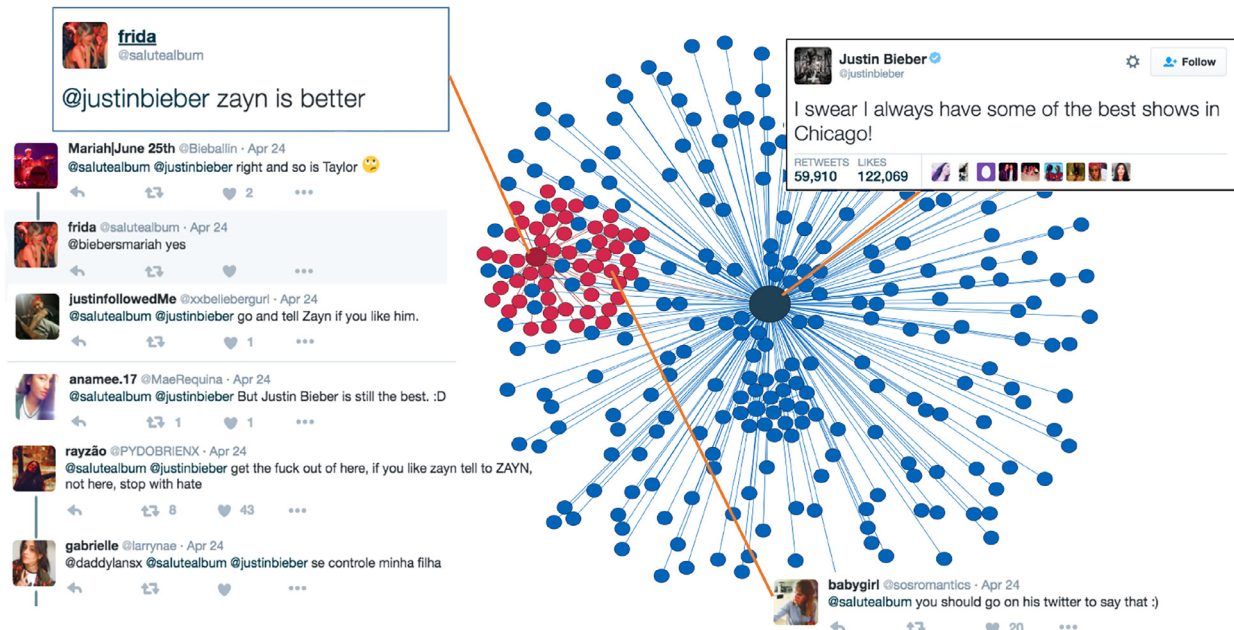 frida
@salutealbum
@justinbieber zayn is better
Mariah|June 25th @Bieballin · Apr 24
@salutealbum @justinbieber right and so is Taylor 🙄
2
frida @salutealbum · Apr 24
@biebersmariah yes
justinfollowedMe @xxbeliebergurl · Apr 24
@salutealbum @justinbieber go and tell Zayn if you like him.
1
anamee.17 @MaeRequina · Apr 24
@salutealbum @justinbieber But Justin Bieber is still the best. :D
1 1
rayzão @PYDOBRIENX · Apr 24
@salutealbum @justinbieber get the fuck out of here, if you like zayn tell to ZAYN,
not here, stop with hate
8 43
gabrielle @larrynae · Apr 24
@daddylansx @salutealbum @justinbieber se controle minha filha
Justin Bieber
@justinbieber
Follow
I swear I always have some of the best shows in
Chicago!
RETWEETS LIKES
59,910 122,069
babygirl @sosromantics · Apr 24
@salutealbum you should go on his twitter to say that :)
20